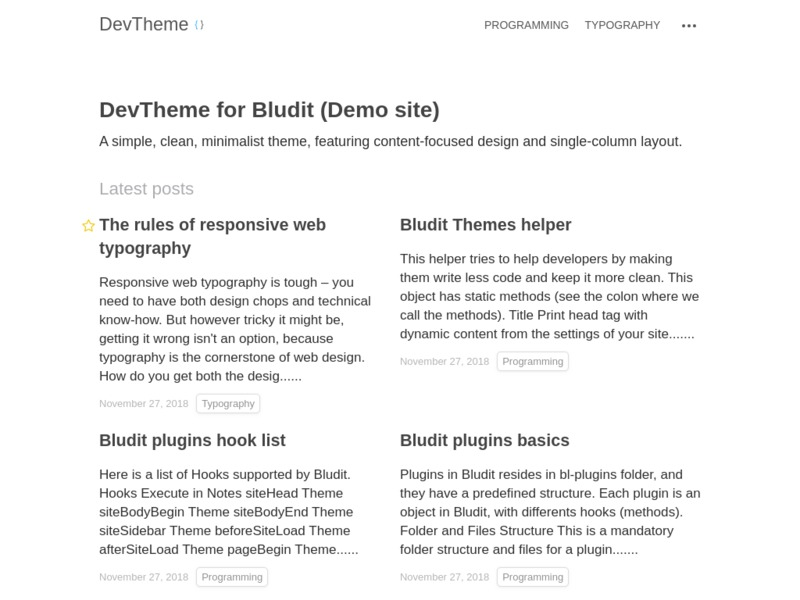 DevTheme { }
PROGRAMMING
TYPOGRAPHY
DevTheme for Bludit (Demo site)
A simple, clean, minimalist theme, featuring content-focused design and single-column layout.
Latest posts
The rules of responsive web
typography
Responsive web typography is tough – you
need to have both design chops and technical
know-how. But however tricky it might be,
getting it wrong isn't an option, because
typography is the cornerstone of web design.
How do you get both the desig......
November 27, 2018
Typography
Bludit Themes helper
This helper tries to help developers by making
them write less code and keep it more clean. This
object has static methods (see the colon where we
call the methods). Title Print head tag with
dynamic content from the settings of your site.......
November 27, 2018
Programming
Bludit plugins hook list
Here is a list of Hooks supported by Bludit.
Hooks Execute in Notes siteHead Theme
siteBodyBegin Theme siteBodyEnd Theme
siteSidebar Theme beforeSiteLoad Theme
afterSiteLoad Theme pageBegin Theme......
November 27, 2018
Programming
Bludit plugins basics
Plugins in Bludit resides in bl-plugins folder, and
they have a predefined structure. Each plugin is an
object in Bludit, with differents hooks (methods).
Folder and Files Structure This is a mandatory
folder structure and files for a plugin.......
November 27, 2018
Programming